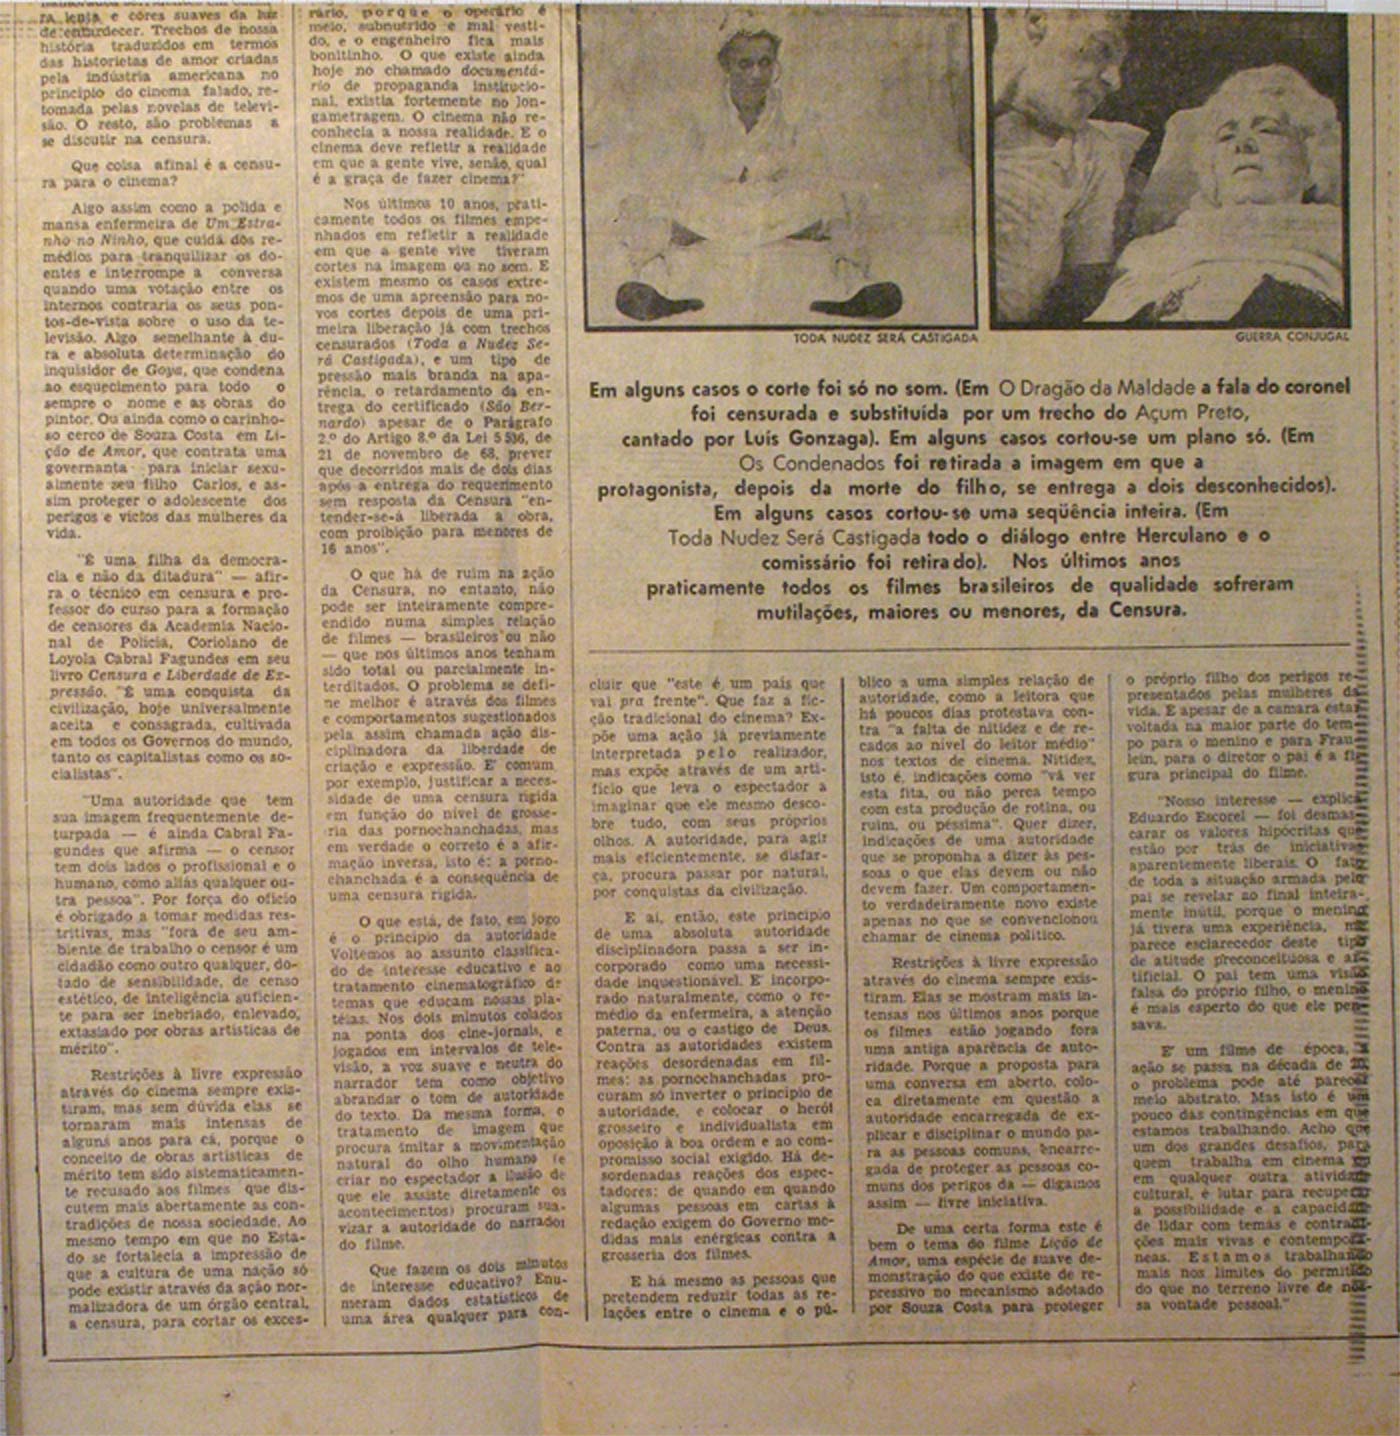 ra lenta e cores suaves da luz
de entardecer. Trechos de nossa
história traduzidos em termos
das historietas de amor criadas
pela indústria americana no
princípio do cinema falado, re-
tomada pelas novelas de televi-
são. O resto, são problemas a
se discutir na censura.
Que coisa afinal é a censu-
ra para o cinema?
Algo assim como a polida e
mansa enfermeira de Um Estra-
nho no Ninho, que cuida dos re-
médios para tranquilizar os do-
entes e interrompe a conversa
quando uma votação entre os
internos contraria os seus pon-
tos-de-vista sobre o uso da te-
levisão. Algo semelhante à du-
ra e absoluta determinação do
inquisidor de Goya, que condena
ao esquecimento para todo o
sempre o nome e as obras do
pintor. Ou ainda como o carinho-
so cerco de Souza Costa em Li-
ção de Amor, que contrata uma
governanta para iniciar sexu-
almente seu filho Carlos, e as-
sim proteger o adolescente dos
perigos e vícios das mulheres da
vida.
"É uma filha da democra-
cia e não da ditadura" — afir-
ra o técnico em censura e pro-
fessor do curso para a formação
de censores da Academia Nacio-
nal de Polícia, Coriolano de
Loyola Cabral Fagundes em seu
livro Censura e Liberdade de Ex-
pressão. "É uma conquista da
civilização, hoje universalmente
aceita e consagrada, cultivada
em todos os Governos do mundo,
tanto os capitalistas como os so-
cialistas".
"Uma autoridade que tem
sua imagem frequentemente de-
turpada — é ainda Cabral Fa-
gundes que afirma — o censor
tem dois lados o profissional e o
humano, como aliás qualquer ou-
tra pessoa". Por força do ofício
é obrigado a tomar medidas res-
tritivas, mas "fora de seu am-
biente de trabalho o censor é um
cidadão como outro qualquer, do-
tado de sensibilidade, de censo
estético, de inteligência suficien-
te para ser inebriado, enlevado,
extasiado por obras artísticas de
mérito".
Restrições à livre expressão
através do cinema sempre exis-
tiram, mas sem dúvida elas se
tornaram mais intensas de
alguns anos para cá, porque o
conceito de obras artísticas de
mérito tem sido sistematicamen-
te recusado aos filmes que dis-
cutem mais abertamente as con-
tradições de nossa sociedade. Ao
mesmo tempo em que no Esta-
do se fortalecia a impressão de
que a cultura de uma nação só
pode existir através da ação nor-
malizadora de um órgão central,
a censura, para cortar os exces-
rário, porque o operário é
meio, subnutrido e mal vesti-
do, e o engenheiro fica mais
bonitinho. O que existe ainda
hoje no chamado documentá-
rio de propaganda institucio-
nal, existia fortemente no lon-
gametragem. O cinema não re-
conhecia a nossa realidade. E o
cinema deve refletir a realidade
em que a gente vive, senão, qual
é a graça de fazer cinema?"
Nos últimos 10 anos, prati-
camente todos os filmes empe-
nhados em refletir a realidade
em que a gente vive tiveram
cortes na imagem ou no som. E
existem mesmo os casos extre-
mos de uma apreensão para no-
vos cortes depois de uma pri-
meira liberação já com trechos
censurados (Toda a Nudez Se-
rá Castigada), e um tipo de
pressão mais branda na apa-
rência, o retardamento da en-
trega do certificado (São Ber-
nardo) apesar de o Parágrafo
2.º do Artigo 8.º da Lei 5 536, de
21 de novembro de 68, prever
que decorridos mais de dois dias
após a entrega do requerimento
sem resposta da Censura "en-
tender-se-á liberada a obra,
com proibição para menores de
16 anos".
O que há de ruim na ação
da Censura, no entanto, não
pode ser inteiramente compre-
endido numa simples relação
de filmes — brasileiros ou não
— que nos últimos anos tenham
sido total ou parcialmente in-
terditados. O problema se defi-
ne melhor é através dos filmes
e comportamentos sugestionados
pela assim chamada ação dis-
ciplinadora da liberdade de
criação e expressão. E' comum,
por exemplo, justificar a neces-
sidade de uma censura rígida
em função do nível de grosse-
ria das pornochanchadas, mas
em verdade o correto é a afir-
mação inversa, isto é: a porno-
chanchada é a consequência de
uma censura rígida.
O que está, de fato, em jogo
é o princípio da autoridade
Voltemos ao assunto classifica-
do de interesse educativo e ao
tratamento cinematográfico de
temas que educam nossas pla-
téias. Nos dois minutos colados
na ponta dos cine-jornais, e
jogados em intervalos de tele-
visão, a voz suave e neutra do
narrador tem como objetivo
abrandar o tom de autoridade
do texto. Da mesma forma, o
tratamento de imagem que
procura imitar a movimentação
natural do olho humano (e
criar no espectador a ilusão de
que ele assiste diretamente os
acontecimentos) procuram sua-
vizar a autoridade do narrador
do filme.
Que fazem os dois minutos
de interesse educativo? Enu-
meram dados estatísticos de
uma área qualquer para con-
TODA NUDEZ SERÁ CASTIGADA
GUERRA CONJUGAL
Em alguns casos o corte foi só no som. (Em O Dragão da Maldade a fala do coronel
foi censurada e substituída por um trecho do Açum Preto,
cantado por Luís Gonzaga). Em alguns casos cortou-se um plano só. (Em
Os Condenados foi retirada a imagem em que a
protagonista, depois da morte do filho, se entrega a dois desconhecidos).
Em alguns casos cortou-se uma seqüência inteira. (Em
Toda Nudez Será Castigada todo o diálogo entre Herculano e o
comissário foi retirado). Nos últimos anos
praticamente todos os filmes brasileiros de qualidade sofreram
mutilações, maiores ou menores, da Censura.
cluir que "este é um país que
vai pra frente". Que faz a fic-
ção tradicional do cinema? Ex-
põe uma ação já previamente
interpretada pelo realizador,
mas expõe através de um arti-
fício que leva o espectador a
imaginar que ele mesmo desco-
bre tudo, com seus próprios
olhos. A autoridade, para agir
mais eficientemente, se disfar-
ça, procura passar por natural,
por conquistas da civilização.
E aí, então, este princípio
de uma absoluta autoridade
disciplinadora passa a ser in-
corporado como uma necessi-
dade inquestionável. E' incorpo-
rado naturalmente, como o re-
médio da enfermeira, a atenção
paterna, ou o castigo de Deus.
Contra as autoridades existem
reações desordenadas em fil-
mes: as pornochanchadas pro-
curam só inverter o princípio de
autoridade, e colocar o herói
grosseiro e individualista em
oposição à boa ordem e ao com-
promisso social exigido. Há de-
sordenadas reações dos espec-
tadores: de quando em quando
algumas pessoas em cartas à
redação exigem do Governo me-
didas mais enérgicas contra a
grosseria dos filmes.
E há mesmo as pessoas que
pretendem reduzir todas as re-
lações entre o cinema e o pú-
blico a uma simples relação de
autoridade, como a leitora que
há poucos dias protestava con-
tra "a falta de nitidez e de re-
cados ao nível do leitor médio"
nos textos de cinema. Nitidez,
isto é, indicações como "vá ver
esta fita, ou não perca tempo
com esta produção de rotina, ou
ruim, ou péssima". Quer dizer,
indicações de uma autoridade
que se proponha a dizer às pes-
soas o que elas devem ou não
devem fazer. Um comportamen-
to verdadeiramente novo existe
apenas no que se convencionou
chamar de cinema político.
Restrições à livre expressão
através do cinema sempre exis-
tiram. Elas se mostram mais in-
tensas nos últimos anos porque
os filmes estão jogando fora
uma antiga aparência de auto-
ridade. Porque a proposta para
uma conversa em aberto, colo-
ca diretamente em questão a
autoridade encarregada de ex-
plicar e disciplinar o mundo pa-
ra as pessoas comuns, encarre-
gada de proteger as pessoas co-
muns dos perigos da — digamos
assim — livre iniciativa.
De uma certa forma este é
bem o tema do filme Lição de
Amor, uma espécie de suave de-
monstração do que existe de re-
pressivo no mecanismo adotado
por Souza Costa para proteger
o próprio filho dos perigos re-
presentados pelas mulheres da
vida. E apesar de a camara estar
voltada na maior parte do tem-
po para o menino e para Frau-
lein, para o diretor o pai é a fi-
gura principal do filme.
"Nosso interesse — explica
Eduardo Escorel — foi desmas-
carar os valores hipócritas que
estão por trás de iniciativas
aparentemente liberais. O fato
de toda a situação armada pelo
pai se revelar ao final inteira-
mente inútil, porque o menino
já tivera uma experiência, me
parece esclarecedor deste tipo
de atitude preconceituosa e ar-
tificial. O pai tem uma visão
falsa do próprio filho, o menino
é mais esperto do que ele pen-
sava.
E' um filme de época, a
ação se passa na década de 20,
o problema pode até parecer
meio abstrato. Mas isto é um
pouco das contingências em que
estamos trabalhando. Acho que
um dos grandes desafios, para
quem trabalha em cinema ou
em qualquer outra atividade
cultural, é lutar para recuperar
a possibilidade e a capacidade
de lidar com temas e contradi-
ções mais vivas e contemporâ-
neas. Estamos trabalhando
mais nos limites do permitido
do que no terreno livre de nos-
sa vontade pessoal."